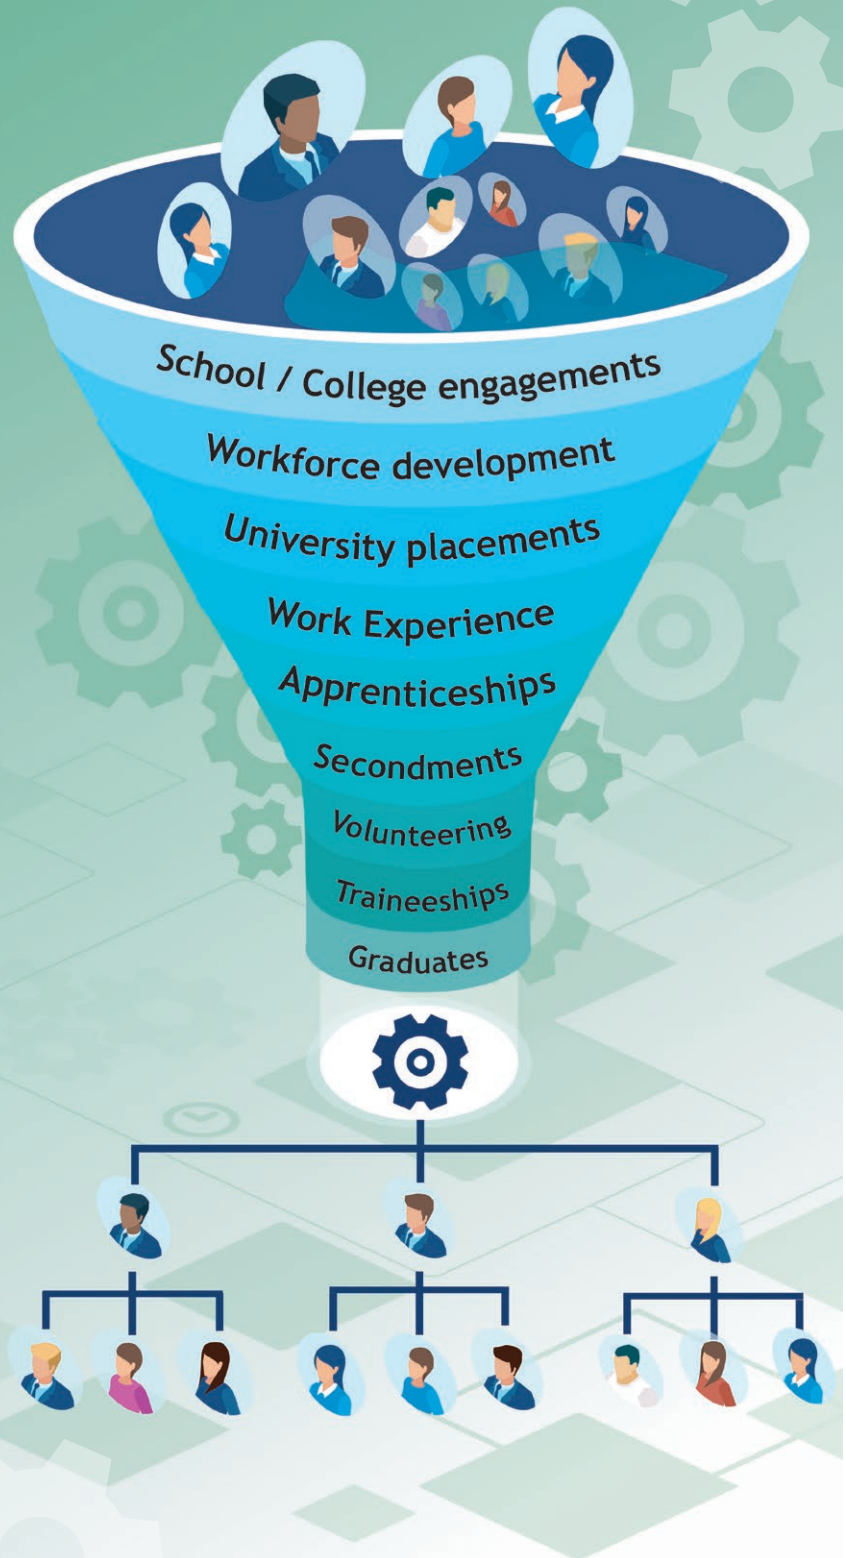 School / College engagements
Workforce development
University placements
Work Experience
Apprenticeships
Secondments
Volunteering
Traineeships
Graduates